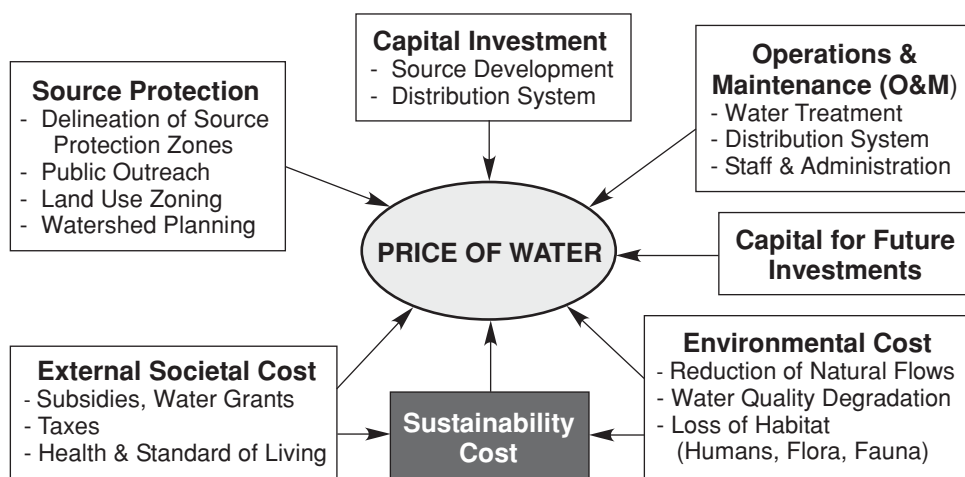 Source Protection
- Delineation of Source
Protection Zones
- Public Outreach
- Land Use Zoning
- Watershed Planning
Capital Investment
- Source Development
- Distribution System
Operations &
Maintenance (O&M)
- Water Treatment
- Distribution System
- Staff & Administration
PRICE OF WATER
Capital for Future
Investments
External Societal Cost
- Subsidies, Water Grants
- Taxes
- Health & Standard of Living
Sustainability
Cost
Environmental Cost
- Reduction of Natural Flows
- Water Quality Degradation
- Loss of Habitat
(Humans, Flora, Fauna)